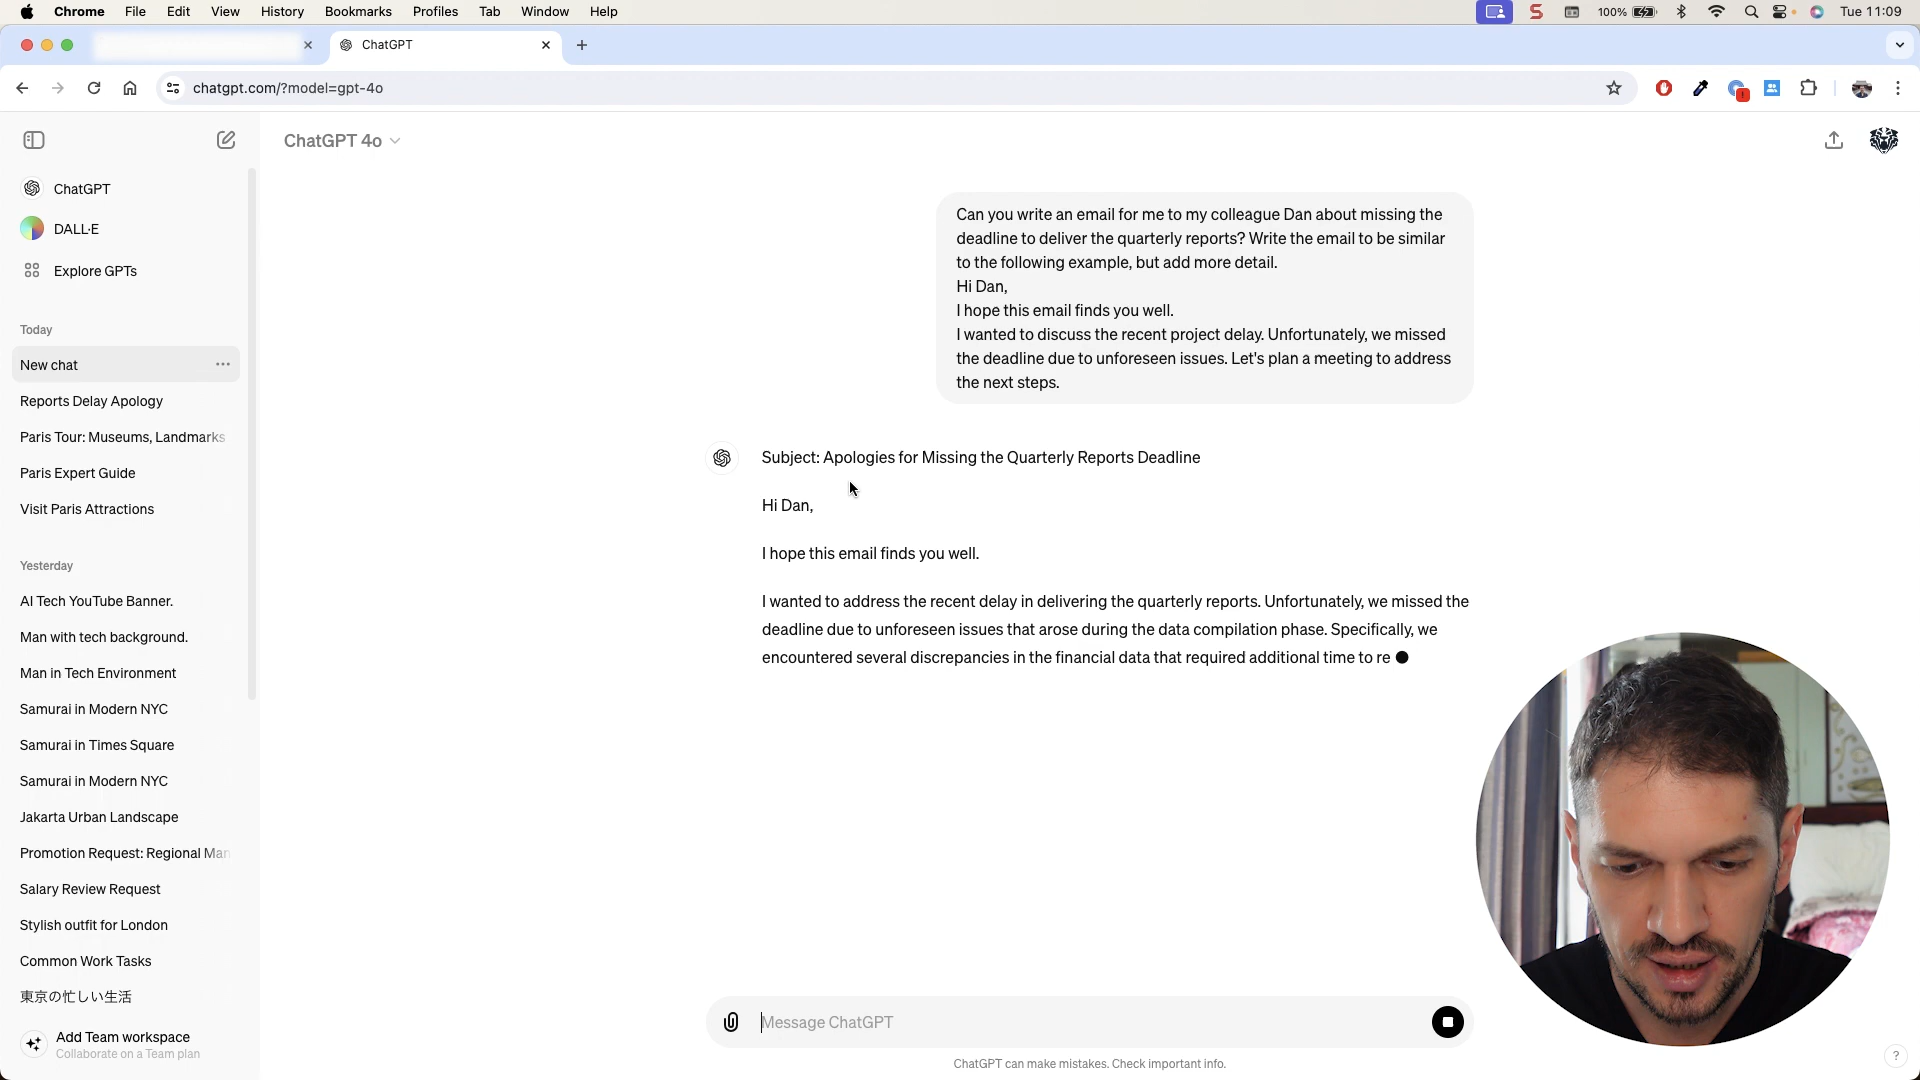 Chrome File Edit View History Bookmarks Profiles Tab Window Help 100% Tue 11:09
ChatGPT
chatgpt.com/?model=gpt-4o
ChatGPT 4o
ChatGPT
DALL·E
Explore GPTs
Today
New chat
Reports Delay Apology
Paris Tour: Museums, Landmarks
Paris Expert Guide
Visit Paris Attractions
Yesterday
AI Tech YouTube Banner.
Man with tech background.
Man in Tech Environment
Samurai in Modern NYC
Samurai in Times Square
Samurai in Modern NYC
Jakarta Urban Landscape
Promotion Request: Regional Man
Salary Review Request
Stylish outfit for London
Common Work Tasks
東京の忙しい生活
Add Team workspace
Collaborate on a Team plan
Can you write an email for me to my colleague Dan about missing the
deadline to deliver the quarterly reports? Write the email to be similar
to the following example, but add more detail.
Hi Dan,
I hope this email finds you well.
I wanted to discuss the recent project delay. Unfortunately, we missed
the deadline due to unforeseen issues. Let's plan a meeting to address
the next steps.
Subject: Apologies for Missing the Quarterly Reports Deadline
Hi Dan,
I hope this email finds you well.
I wanted to address the recent delay in delivering the quarterly reports. Unfortunately, we missed the
deadline due to unforeseen issues that arose during the data compilation phase. Specifically, we
encountered several discrepancies in the financial data that required additional time to re
Message ChatGPT
ChatGPT can make mistakes. Check important info.
?